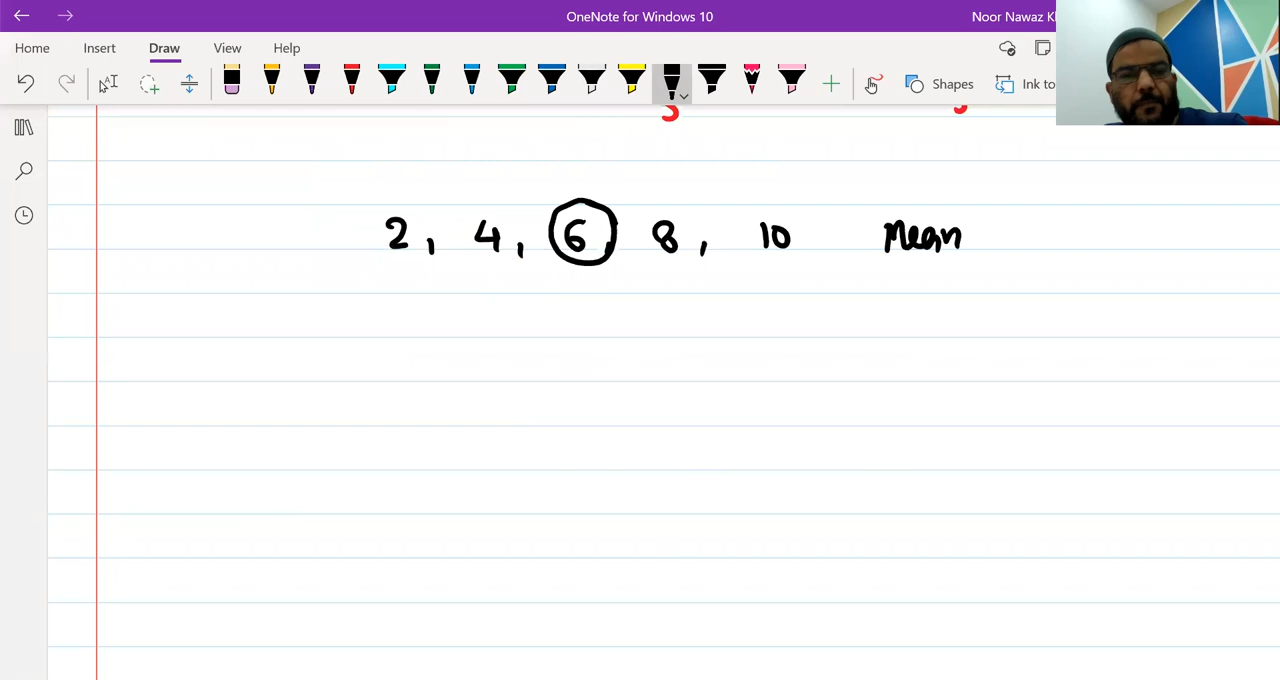 OneNote for Windows 10
Noor Nawaz
Home Insert Draw View Help
Shapes
Ink to
2, 4, 6, 8, 10 Mean